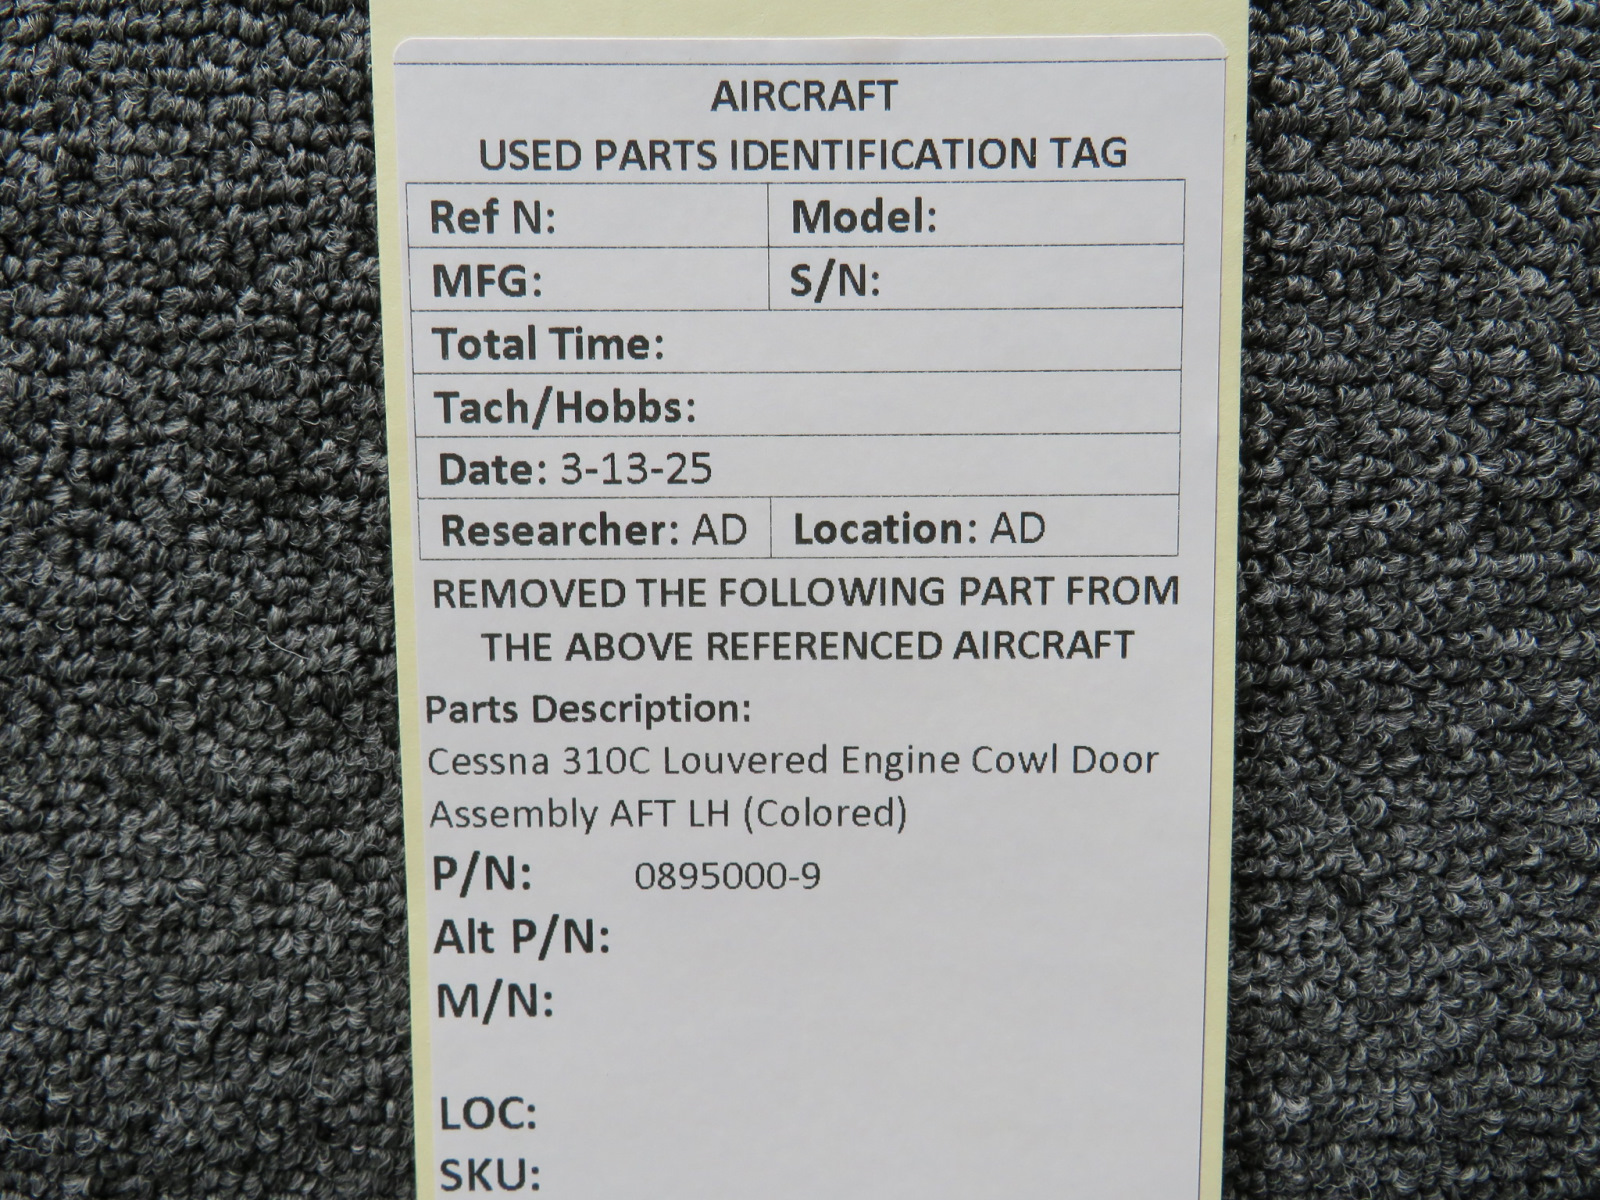 AIRCRAFT
USED PARTS IDENTIFICATION TAG
Ref N: Model:
MFG: S/N:
Total Time:
Tach/Hobbs:
Date: 3-13-25
Researcher: AD Location: AD
REMOVED THE FOLLOWING PART FROM
THE ABOVE REFERENCED AIRCRAFT
Parts Description:
Cessna 310C Louvered Engine Cowl Door
Assembly AFT LH (Colored)
P/N: 0895000-9
Alt P/N:
M/N:
LOC:
SKU: